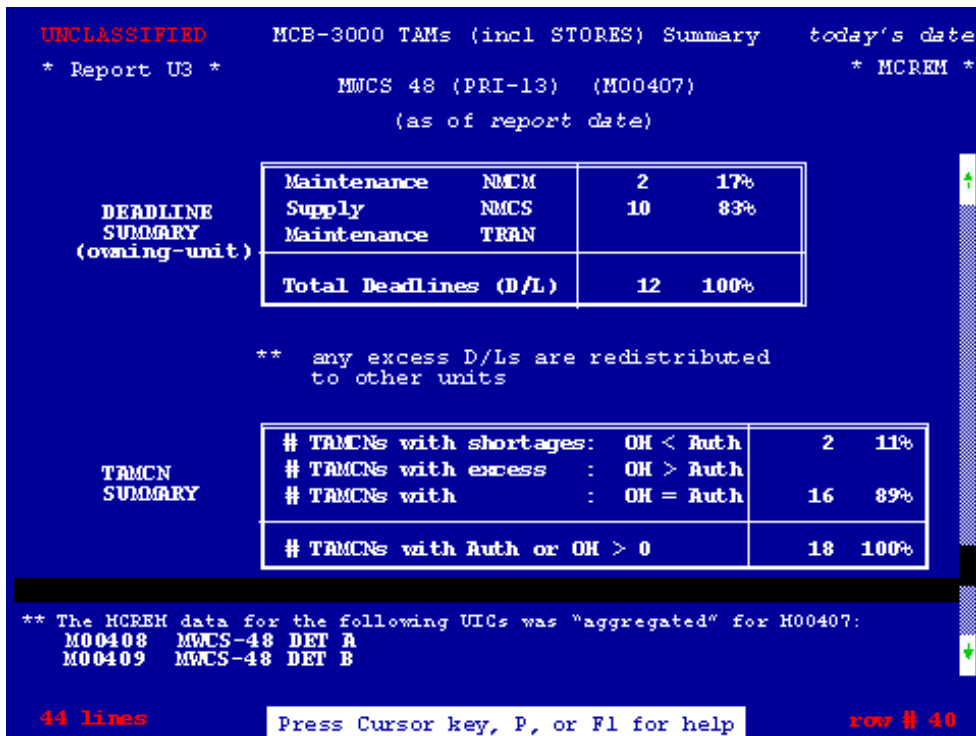 UNCLASSIFIED MCB-3000 TAMs (incl STORES) Summary today's date
* Report U3 * * MCREM *
MWCS 48 (PRI-13) (M00407)
(as of report date)
DEADLINE SUMMARY (owning-unit)
Maintenance NMCM 2 17%
Supply NMCS 10 83%
Maintenance TRAN
Total Deadlines (D/L) 12 100%
** any excess D/Ls are redistributed
to other units
TAMCN SUMMARY
# TAMCNs with shortages: OH < Auth 2 11%
# TAMCNs with excess : OH > Auth
# TAMCNs with : OH = Auth 16 89%
# TAMCNs with Auth or OH > 0 18 100%
** The MCREM data for the following UICs was "aggregated" for M00407:
M00408 MWCS-48 DET A
M00409 MWCS-48 DET B
44 lines Press Cursor key, P, or F1 for help row # 40